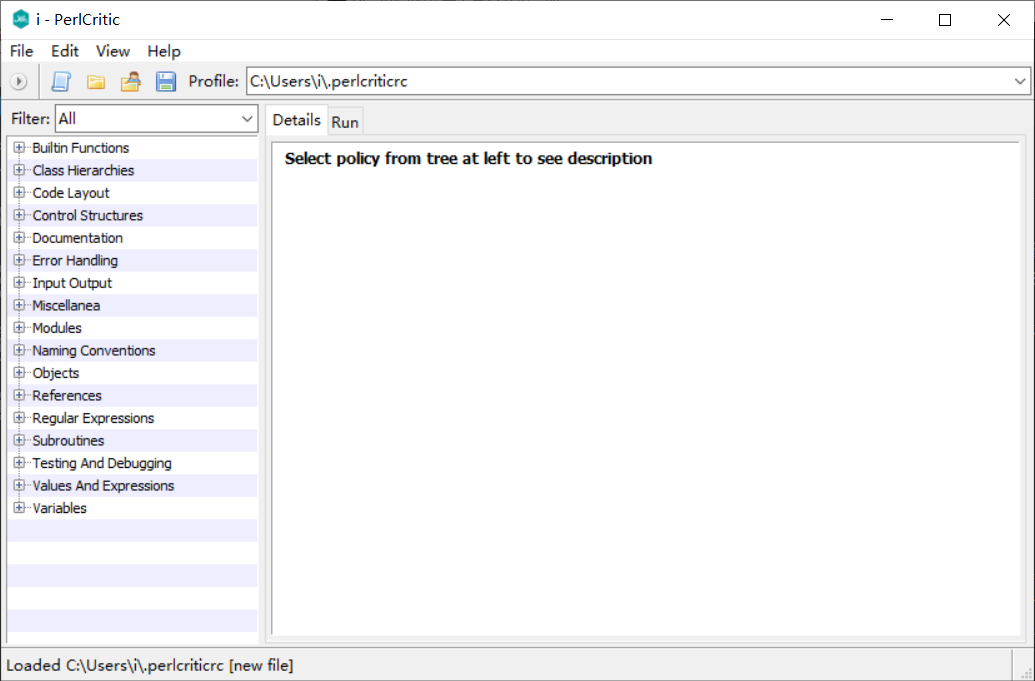 i - PerlCritic
File Edit View Help
Profile: C:\Users\i\.perlcriticrc
Filter: All
Details Run
Builtin Functions
Class Hierarchies
Code Layout
Control Structures
Documentation
Error Handling
Input Output
Miscellanea
Modules
Naming Conventions
Objects
References
Regular Expressions
Subroutines
Testing And Debugging
Values And Expressions
Variables
Select policy from tree at left to see description
Loaded C:\Users\i\.perlcriticrc [new file]